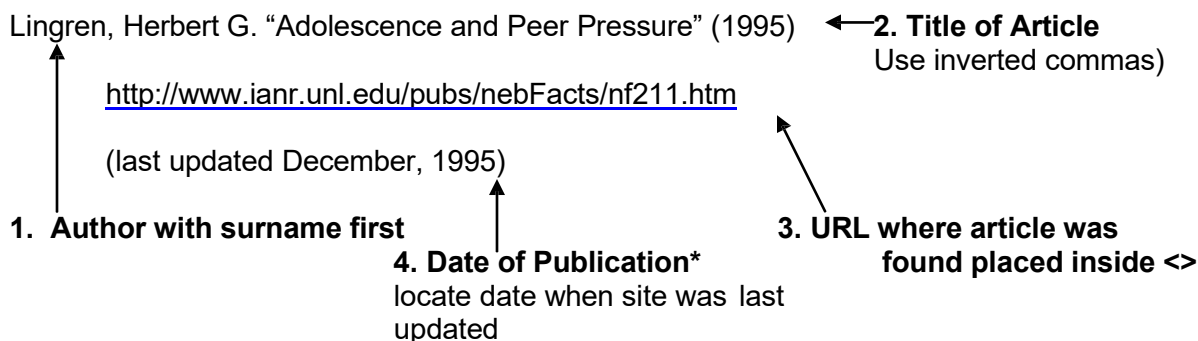 Lingren, Herbert G. “Adolescence and Peer Pressure” (1995)
2. Title of Article
Use inverted commas)
http://www.ianr.unl.edu/pubs/nebFacts/nf211.htm
(last updated December, 1995)
1. Author with surname first
3. URL where article was
found placed inside <>
4. Date of Publication*
locate date when site was last
updated